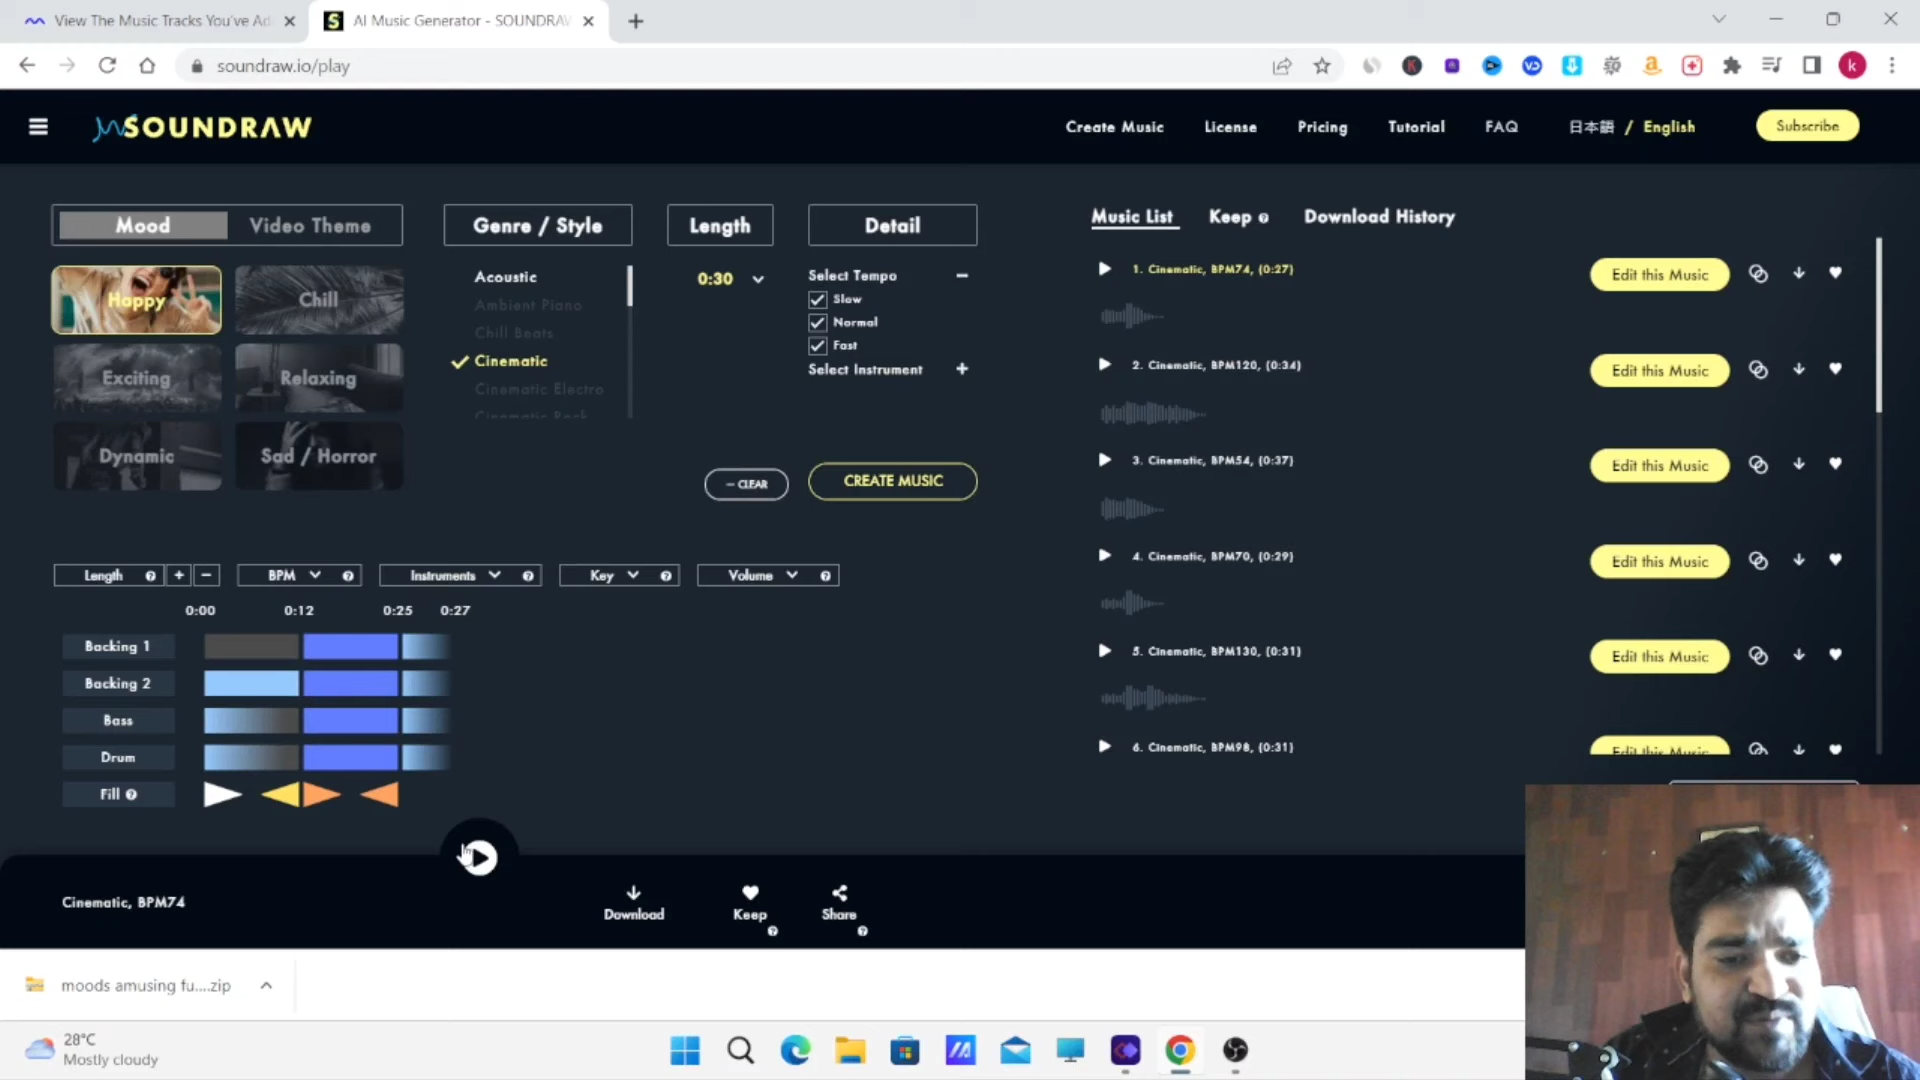 View The Music Tracks You've Ad
AI Music Generator - SOUNDRAW
soundraw.io/play
k
SOUNDRAW
Create Music
License
Pricing
Tutorial
FAQ
日本語 / English
Subscribe
Mood
Video Theme
Happy
Chill
Exciting
Relaxing
Dynamic
Sad / Horror
Genre / Style
Acoustic
Ambient Piano
Chill Beats
Cinematic
Cinematic Electro
Cinematic Rock
Length
0:30
Detail
Select Tempo
Slow
Normal
Fast
Select Instrument
− CLEAR
CREATE MUSIC
Music List
Keep
Download History
1. Cinematic, BPM74, (0:27)
Edit this Music
2. Cinematic, BPM120, (0:34)
Edit this Music
3. Cinematic, BPM54, (0:37)
Edit this Music
4. Cinematic, BPM70, (0:29)
Edit this Music
5. Cinematic, BPM130, (0:31)
Edit this Music
6. Cinematic, BPM98, (0:31)
Edit this Music
Length ? + −
BPM ?
Instruments ?
Key ?
Volume ?
0:00 0:12 0:25 0:27
Backing 1
Backing 2
Bass
Drum
Fill ?
Cinematic, BPM74
Download
Keep
Share
moods amusing fu....zip
28°C
Mostly cloudy